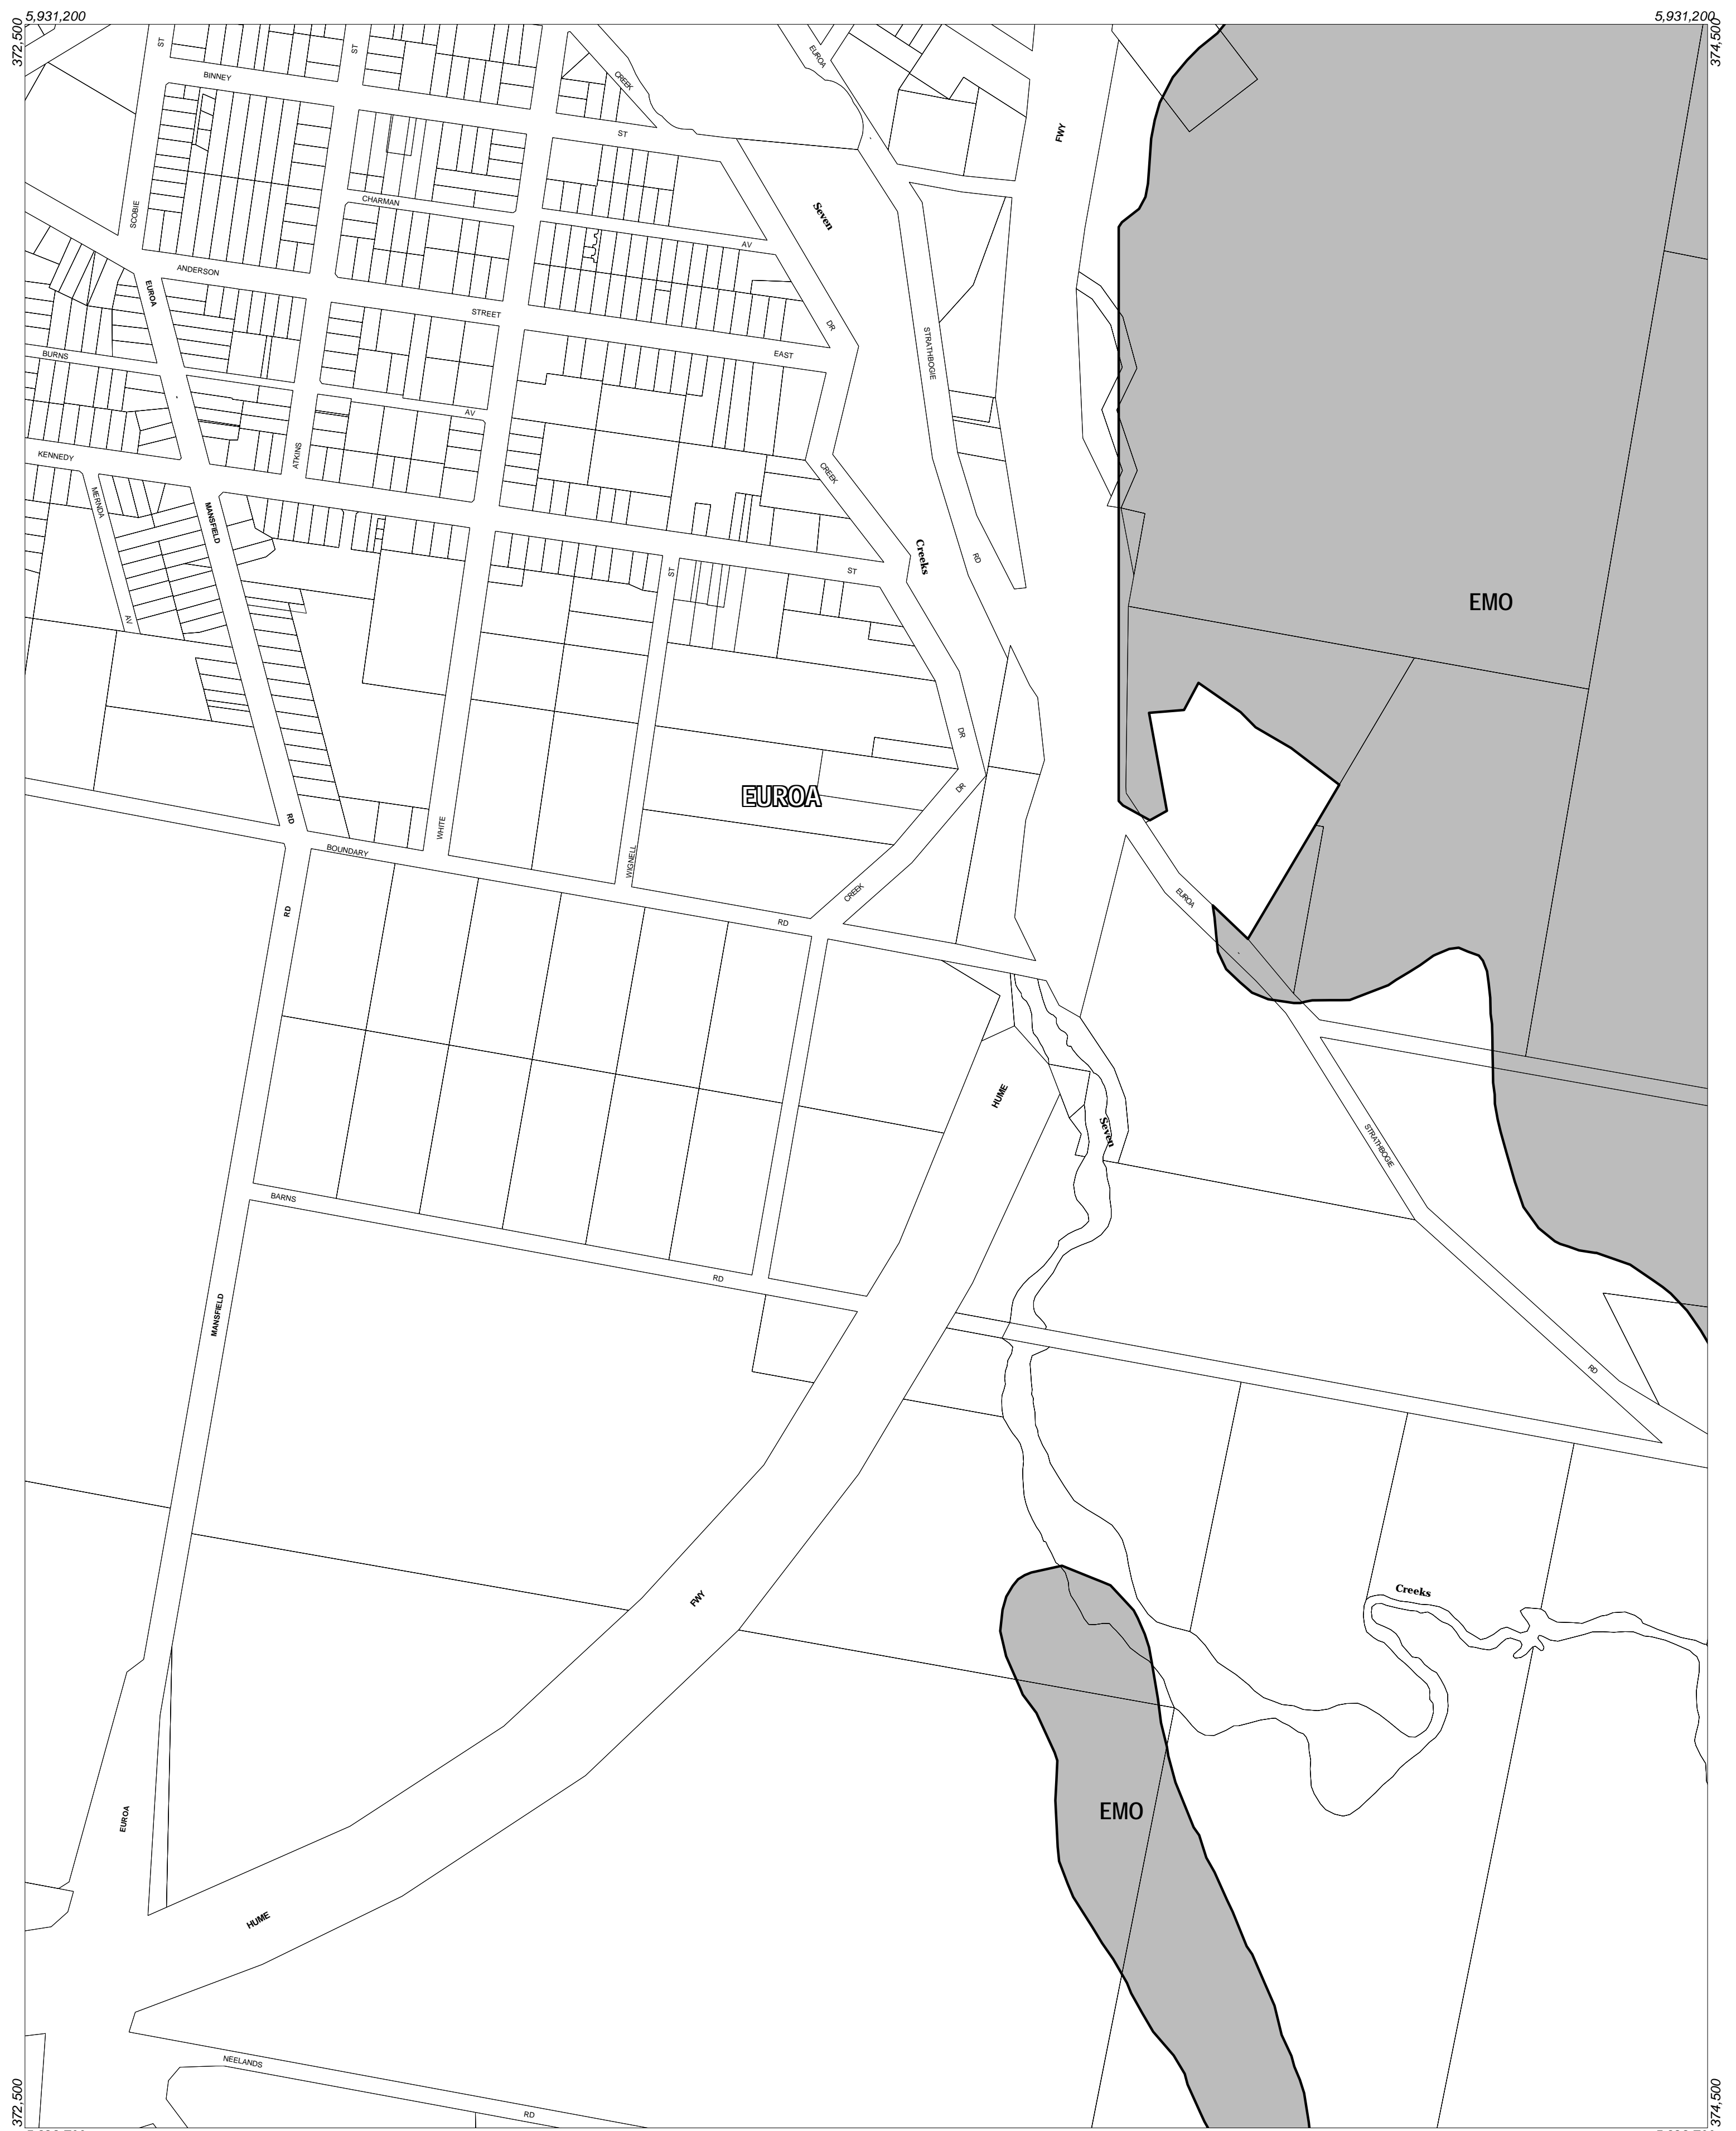 5,931,200
5,931,200
372,500
374,500
ST
ST
EUROA
BINNEY
CREEK
ST
FWY
CHARMAN
SCOBIE
Seven
AV
ANDERSON
EUROA
STREET
DR
EAST
STRATHBOGIE
BURNS
AV
KENNEDY
ATKINS
CREEK
MERNDA
MANSFIELD
Creeks
RD
ST
ST
EMO
AV
DR
DR
EUROA
RD
WHITE
BOUNDARY
WIGNELL
CREEK
EUROA
RD
RD
HUME
Seven
STRATHBOGIE
BARNS
RD
MANSFIELD
RD
Creeks
FWY
EMO
EUROA
HUME
NEELANDS
RD
372,500
374,500